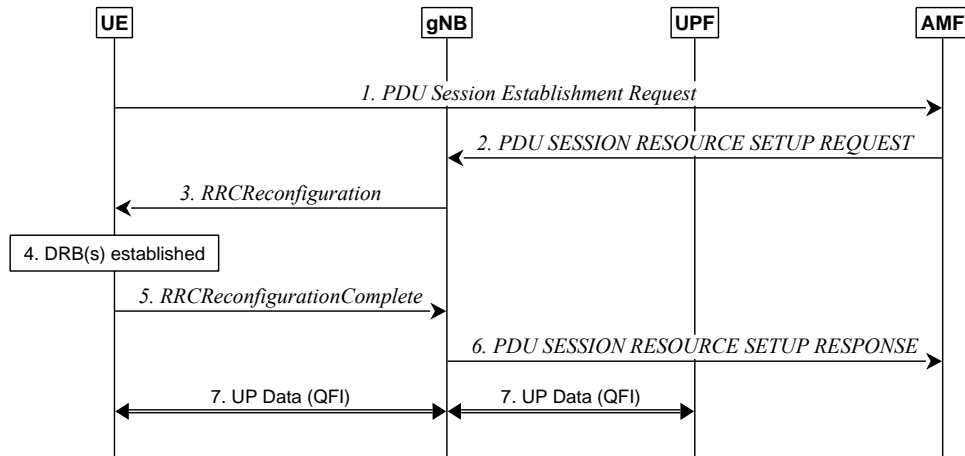 UE gNB UPF AMF
1. PDU Session Establishment Request
2. PDU SESSION RESOURCE SETUP REQUEST
3. RRCReconfiguration
4. DRB(s) established
5. RRCReconfigurationComplete
6. PDU SESSION RESOURCE SETUP RESPONSE
7. UP Data (QFI) 7. UP Data (QFI)